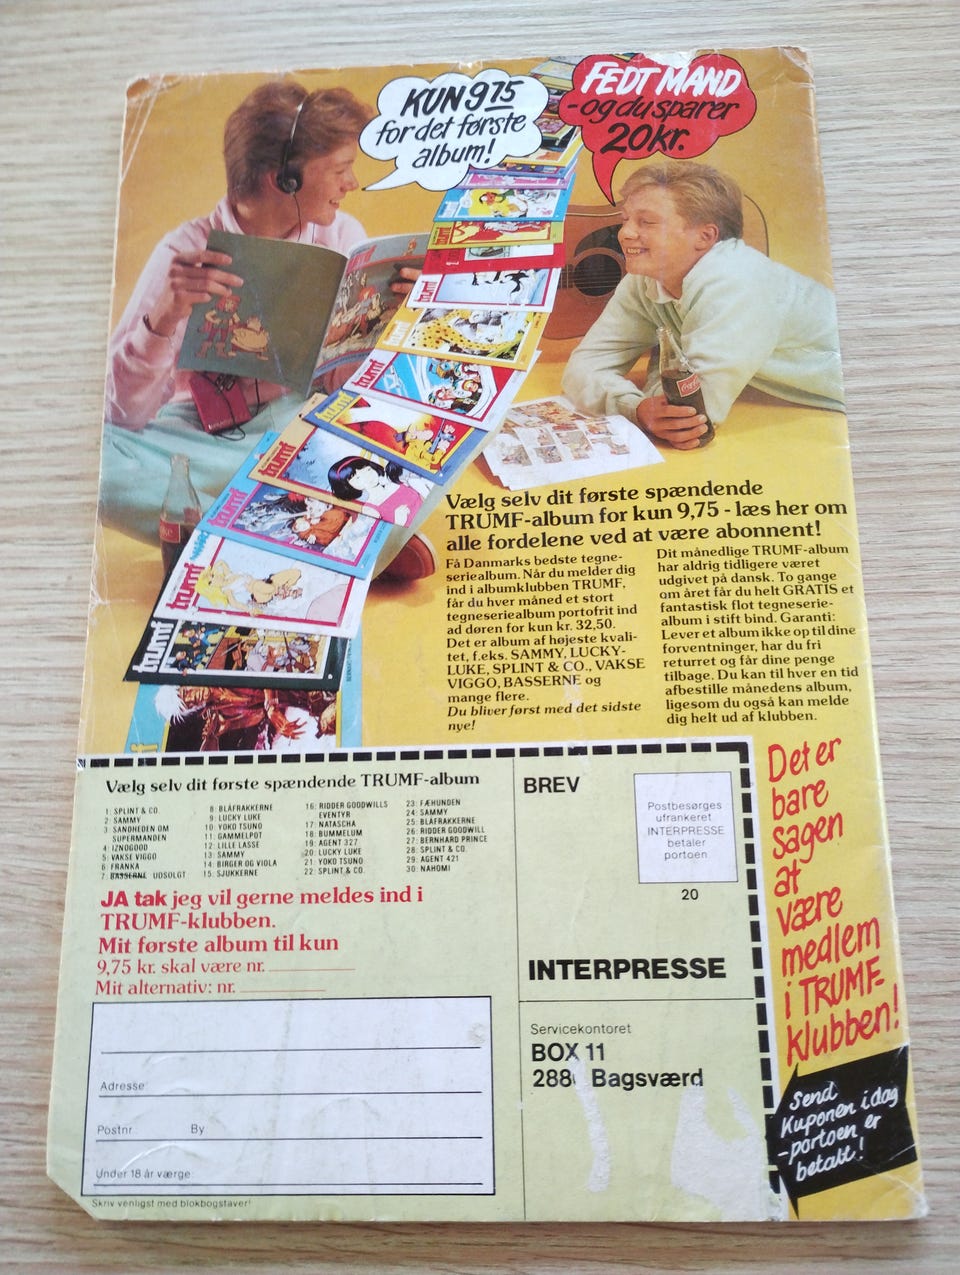 KUN 975
for det første
album!
FEDT MAND
- og du sparer
20 kr.
trumf
trumf
trumf
trumf
trumf
trumf
trumf
trumf
Vælg selv dit første spændende
TRUMF-album for kun 9,75 - læs her om
alle fordelene ved at være abonnent!
Få Danmarks bedste tegne-
seriealbum. Når du melder dig
ind i albumklubben TRUMF,
får du hver måned et stort
tegneseriealbum portofrit ind
ad døren for kun kr. 32,50.
Det er album af højeste kvali-
tet, f.eks. SAMMY, LUCKY-
LUKE, SPLINT & CO., VAKSE
VIGGO, BASSERNE og
mange flere.
Du bliver først med det sidste
nye!
Dit månedlige TRUMF-album
har aldrig tidligere været
udgivet på dansk. To gange
om året får du helt GRATIS et
fantastisk flot tegneserie-
album i stift bind. Garanti:
Lever et album ikke op til dine
forventninger, har du fri
returret og får dine penge
tilbage. Du kan til hver en tid
afbestille månedens album,
ligesom du også kan melde
dig helt ud af klubben.
Vælg selv dit første spændende TRUMF-album
1: SPLINT & CO.
2: SAMMY
3: SANDHEDEN OM
SUPERMANDEN
4: IZNOGOOD
5: VAKSE VIGGO
6: FRANKA
7: BASSERNE UDSOLGT
8: BLÅFRAKKERNE
9: LUCKY LUKE
10: YOKO TSUNO
11: GAMMELPOT
12: LILLE LASSE
13: SAMMY
14: BIRGER OG VIOLA
15: SJUKKERNE
16: RIDDER GOODWILLS
EVENTYR
17: NATASCHA
18: BUMMELUM
19: AGENT 327
20: LUCKY LUKE
21: YOKO TSUNO
22: SPLINT & CO.
23: FÆHUNDEN
24: SAMMY
25: BLÅFRAKKERNE
26: RIDDER GOODWILL
27: BERNHARD PRINCE
28: SPLINT & CO.
29: AGENT 421
30: NAHOMI
JA tak jeg vil gerne meldes ind i
TRUMF-klubben.
Mit første album til kun
9,75 kr. skal være nr.
Mit alternativ: nr.
Adresse:
Postnr.: By
Under 18 år værge:
Skriv venligst med blokbogstaver!
BREV
Postbesørges
ufrankeret
INTERPRESSE
betaler
portoen
20
INTERPRESSE
Servicekontoret
BOX 11
288 Bagsværd
Det er
bare
sagen
at
være
medlem
i TRUMF-
klubben!
Send
Kuponen i dag
- portoen er
betalt!